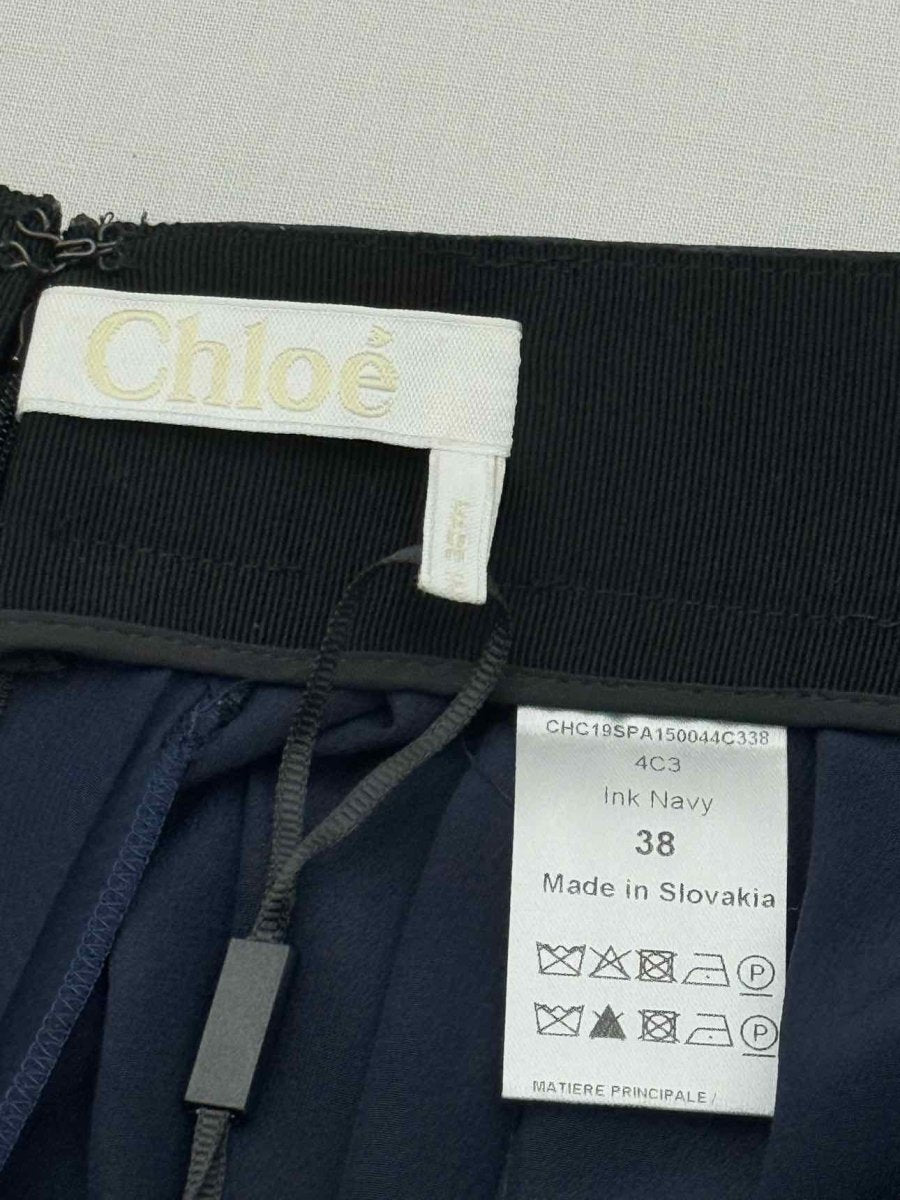 Chloé
CHC19SPA150044C338
4C3
Ink Navy
38
Made in Slovakia
P
P
MATIERE PRINCIPALE /